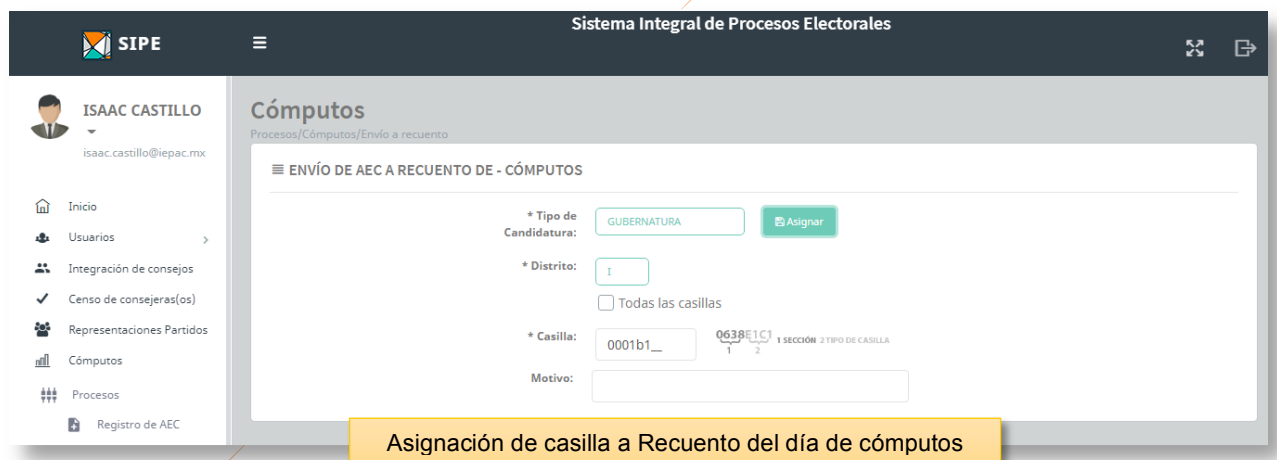 Sistema Integral de Procesos Electorales
SIPE
ISAAC CASTILLO
isaac.castillo@iepac.mx
Inicio
Usuarios
Integración de consejos
Censo de consejeras(os)
Representaciones Partidos
Cómputos
Procesos
Registro de AEC
Cómputos
Procesos/Cómputos/Envío a recuento
ENVÍO DE AEC A RECUENTO DE - CÓMPUTOS
* Tipo de
Candidatura:
GUBERNATURA
Asignar
* Distrito:
I
Todas las casillas
* Casilla:
0001b1__
0638E1C1 1 SECCIÓN 2 TIPO DE CASILLA
1 2
Motivo:
Asignación de casilla a Recuento del día de cómputos